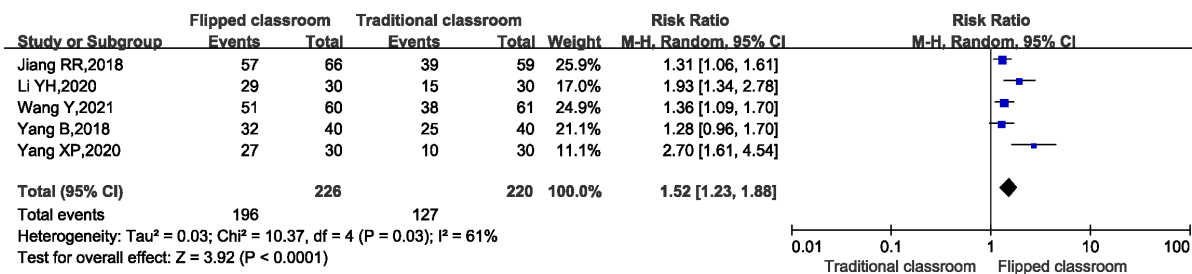 Flipped classroom Traditional classroom Risk Ratio Risk Ratio
Study or Subgroup Events Total Events Total Weight M-H, Random, 95% CI M-H, Random, 95% CI
Jiang RR,2018 57 66 39 59 25.9% 1.31 [1.06, 1.61]
Li YH,2020 29 30 15 30 17.0% 1.93 [1.34, 2.78]
Wang Y,2021 51 60 38 61 24.9% 1.36 [1.09, 1.70]
Yang B,2018 32 40 25 40 21.1% 1.28 [0.96, 1.70]
Yang XP,2020 27 30 10 30 11.1% 2.70 [1.61, 4.54]
Total (95% CI) 226 220 100.0% 1.52 [1.23, 1.88]
Total events 196 127
Heterogeneity: Tau² = 0.03; Chi² = 10.37, df = 4 (P = 0.03); I² = 61%
Test for overall effect: Z = 3.92 (P < 0.0001)
0.01 0.1 1 10 100
Traditional classroom Flipped classroom